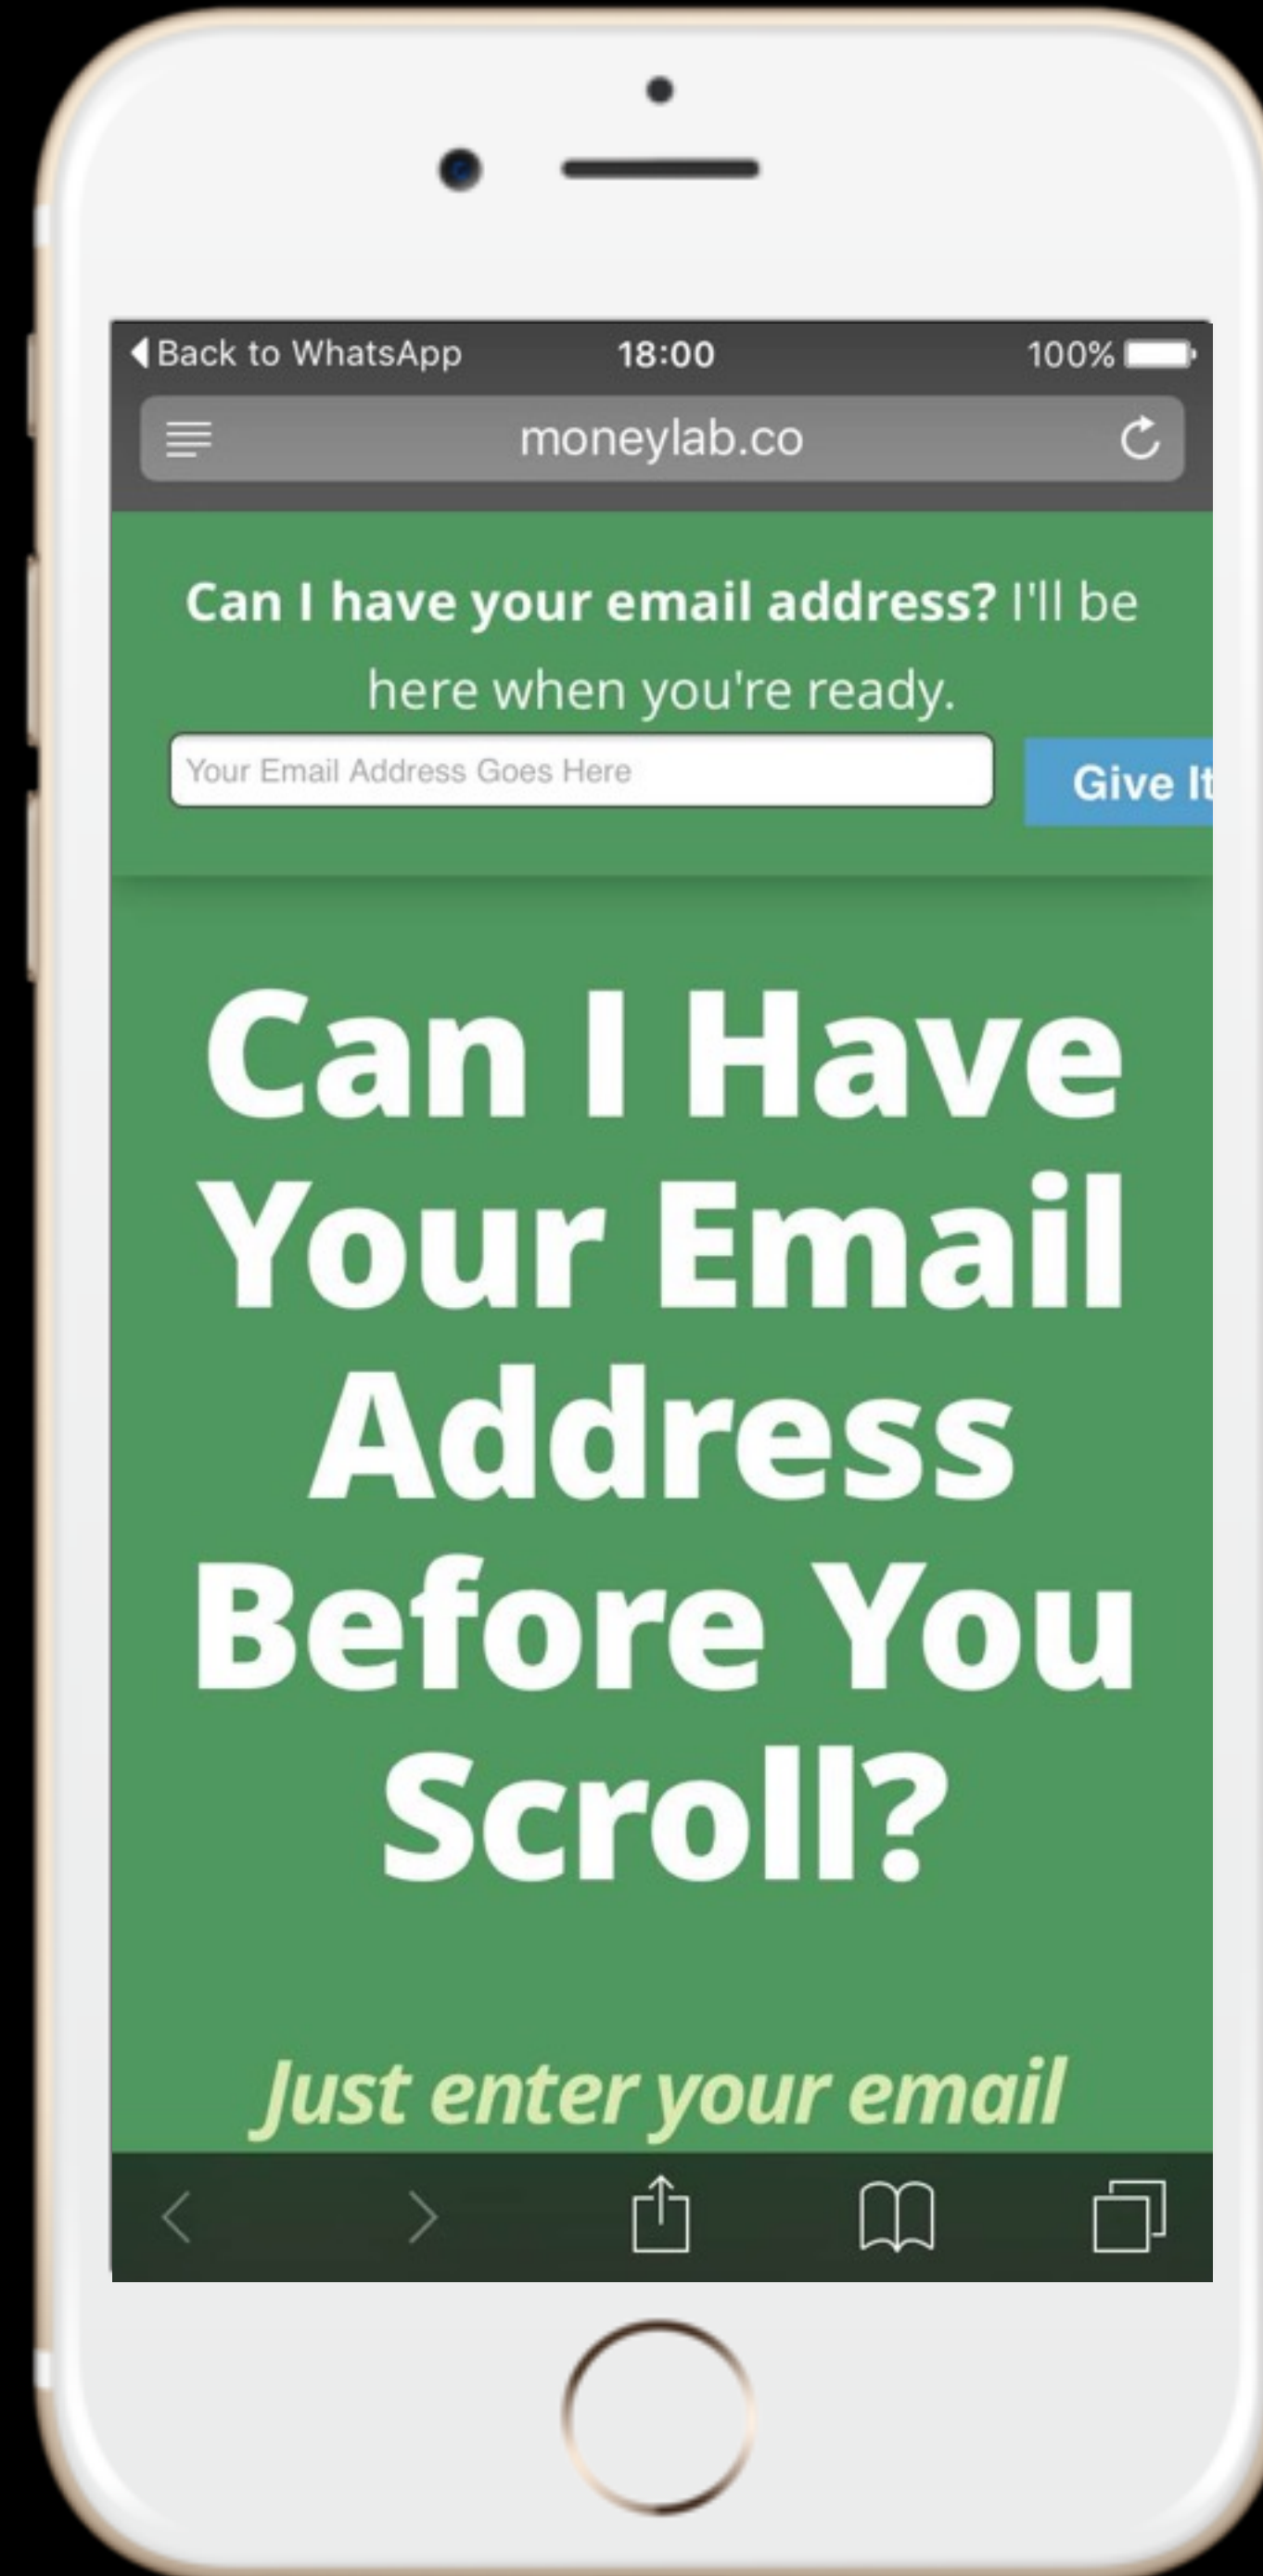 Back to WhatsApp 18:00 100%
moneylab.co
Can I have your email address? I'll be
here when you're ready.
Your Email Address Goes Here Give It
Can I Have
Your Email
Address
Before You
Scroll?
Just enter your email